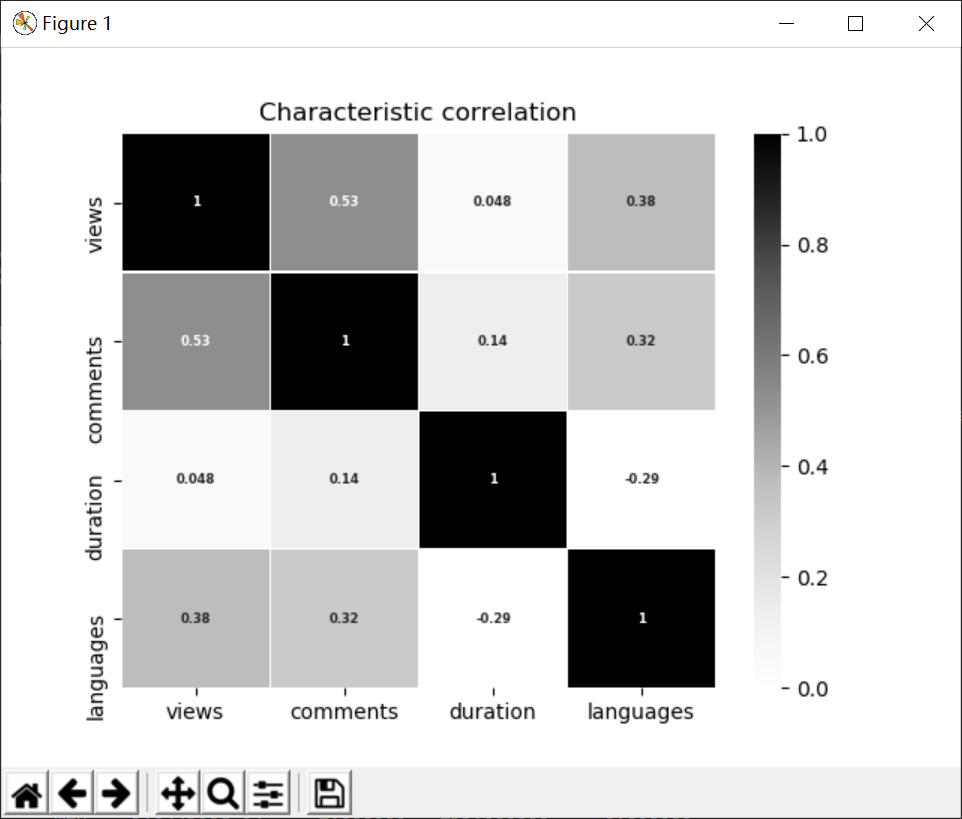 Figure 1
Characteristic correlation
views 1 0.53 0.048 0.38
comments 0.53 1 0.14 0.32
duration 0.048 0.14 1 -0.29
languages 0.38 0.32 -0.29 1
views comments duration languages
1.0
0.8
0.6
0.4
0.2
0.0